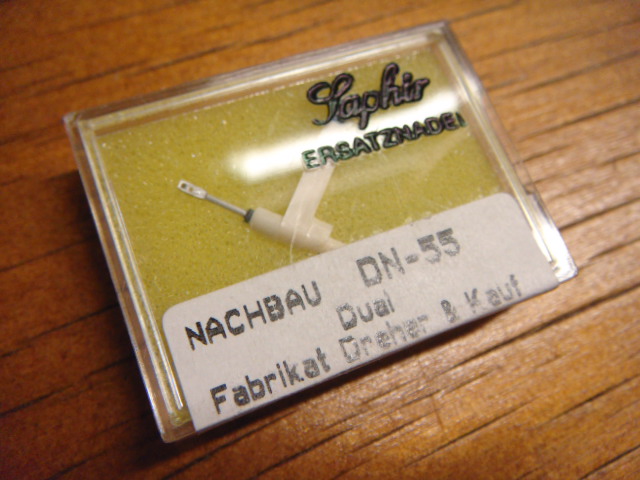 Saphir
ERSATZNADEL
NACHBAU DN-55
Dual
Fabrikat Dreher & Kauf